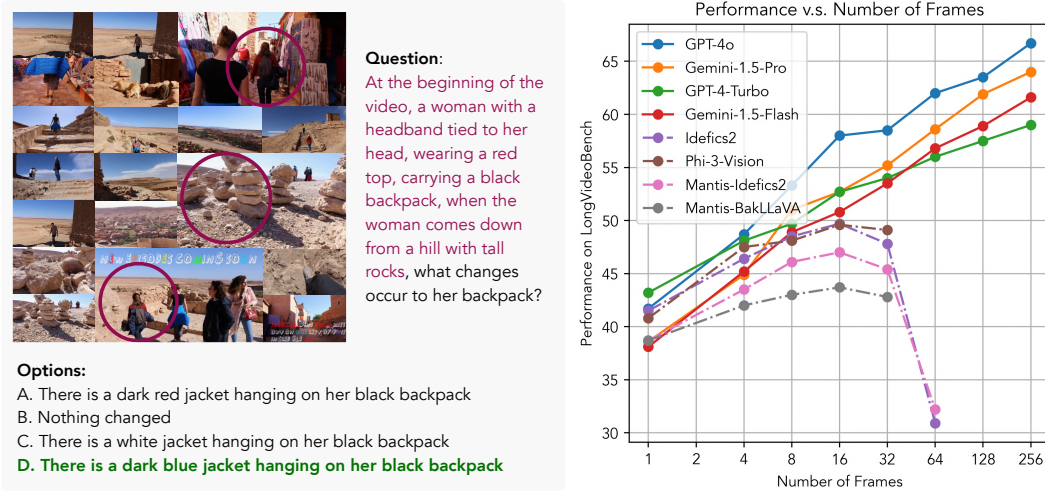 NEW EPISODES COMING SOON
Question:
At the beginning of the
video, a woman with a
headband tied to her
head, wearing a red
top, carrying a black
backpack, when the
woman comes down
from a hill with tall
rocks, what changes
occur to her backpack?
Options:
A. There is a dark red jacket hanging on her black backpack
B. Nothing changed
C. There is a white jacket hanging on her black backpack
D. There is a dark blue jacket hanging on her black backpack
Performance v.s. Number of Frames
GPT-4o
Gemini-1.5-Pro
GPT-4-Turbo
Gemini-1.5-Flash
Idefics2
Phi-3-Vision
Mantis-Idefics2
Mantis-BakLLaVA
Performance on LongVideoBench
65
60
55
50
45
40
35
30
1 2 4 8 16 32 64 128 256
Number of Frames